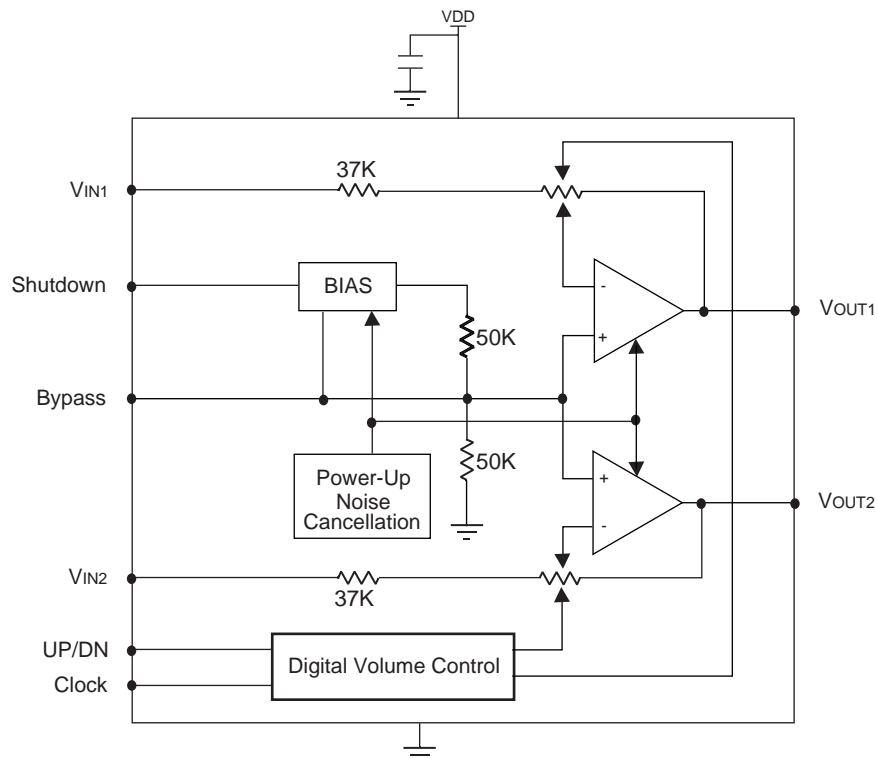 VDD
37K
VIN1
Shutdown
BIAS
-
VOUT1
50K
+
Bypass
50K
Power-Up
Noise
Cancellation
+
VOUT2
-
VIN2
37K
UP/DN
Digital Volume Control
Clock